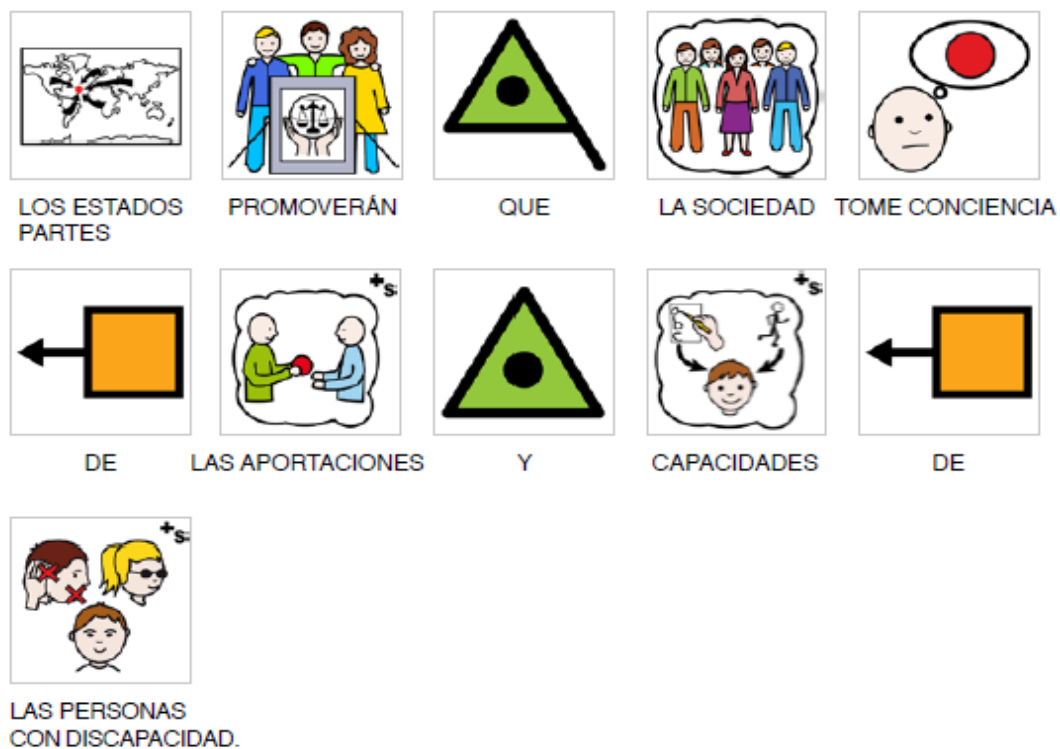 LOS ESTADOS PARTES PROMOVERÁN QUE LA SOCIEDAD TOME CONCIENCIA
+s +s
DE LAS APORTACIONES Y CAPACIDADES DE
+s
LAS PERSONAS
CON DISCAPACIDAD.